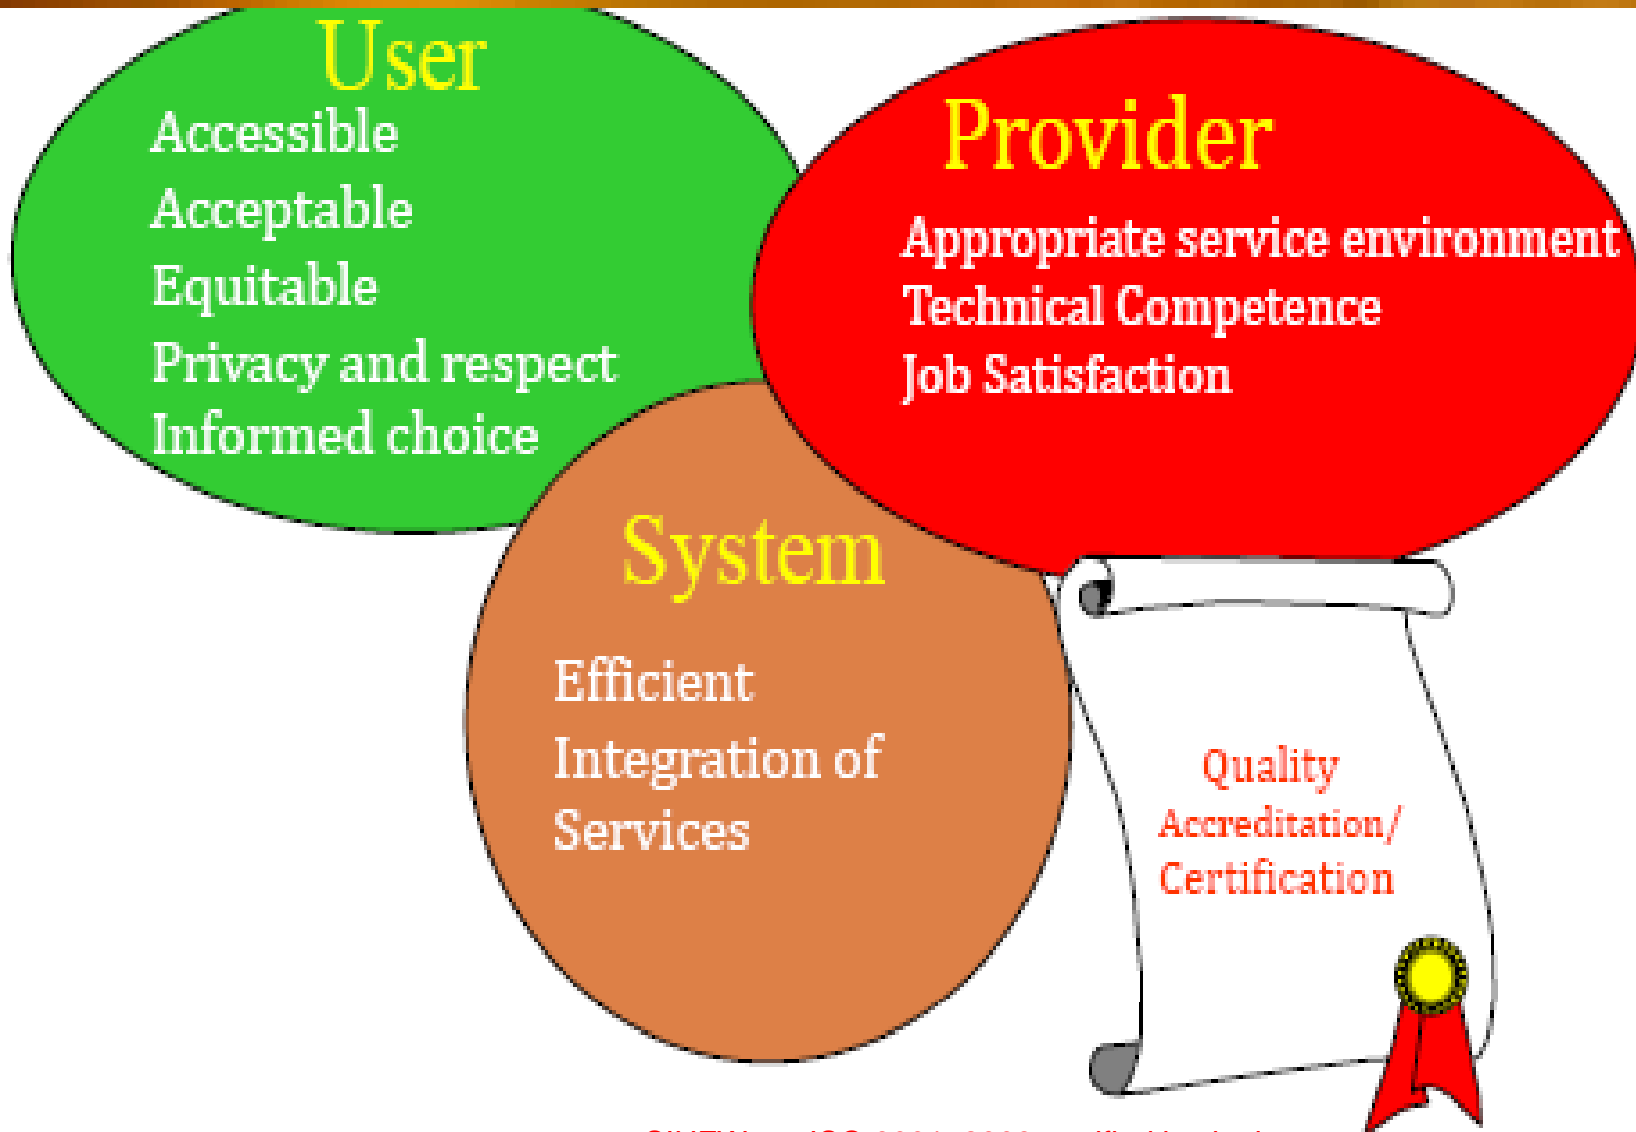 User
Accessible
Acceptable
Equitable
Privacy and respect
Informed choice
Provider
Appropriate service environment
Technical Competence
Job Satisfaction
System
Efficient
Integration of
Services
Quality
Accreditation/
Certification